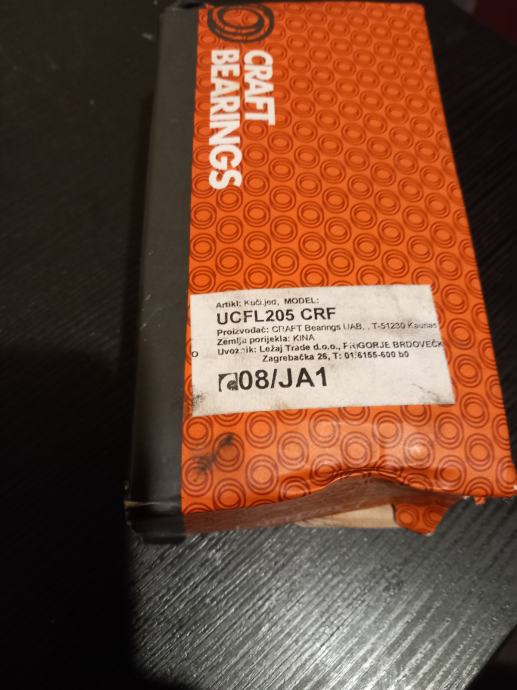 CRAFT
BEARINGS
Artikl: Kuć.jed, MODEL:
UCFL205 CRF
Proizvođač: CRAFT Bearings UAB, , T-51230 Kaunas
Zemlja porijekla: KINA
Uvoznik: Ležaj Trade d.o.o., PRIGORJE BRDOVEČK
Zagrebačka 26, T: 01/6155-600 b0
08/JA1